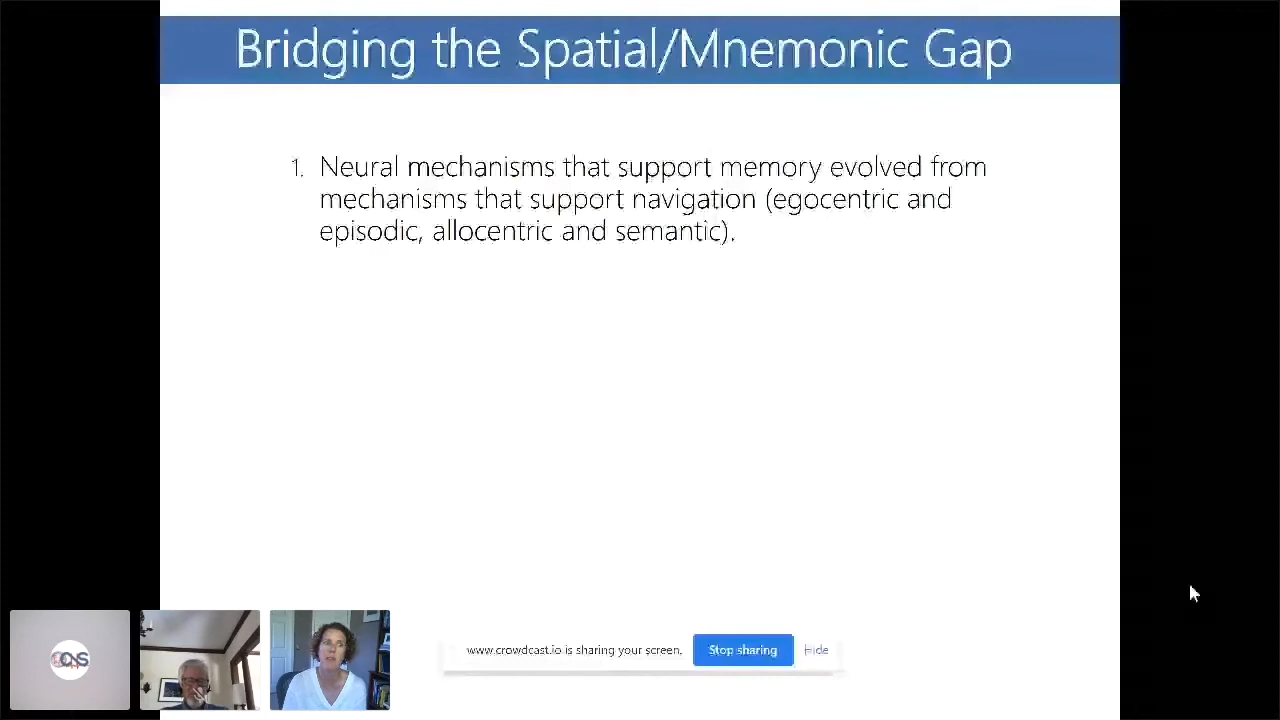 Bridging the Spatial/Mnemonic Gap
1. Neural mechanisms that support memory evolved from
mechanisms that support navigation (egocentric and
episodic, allocentric and semantic).
www.crowdcast.io is sharing your screen.
Stop sharing
Hide